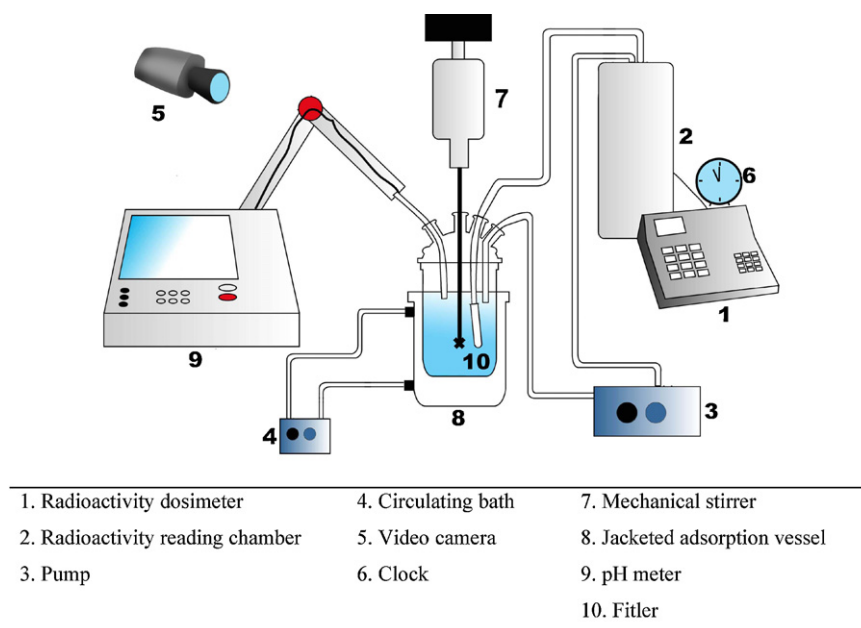 5
7
2
6
1
9
10
8
4
3
1. Radioactivity dosimeter
4. Circulating bath
7. Mechanical stirrer
2. Radioactivity reading chamber
5. Video camera
8. Jacketed adsorption vessel
3. Pump
6. Clock
9. pH meter
10. Fitler